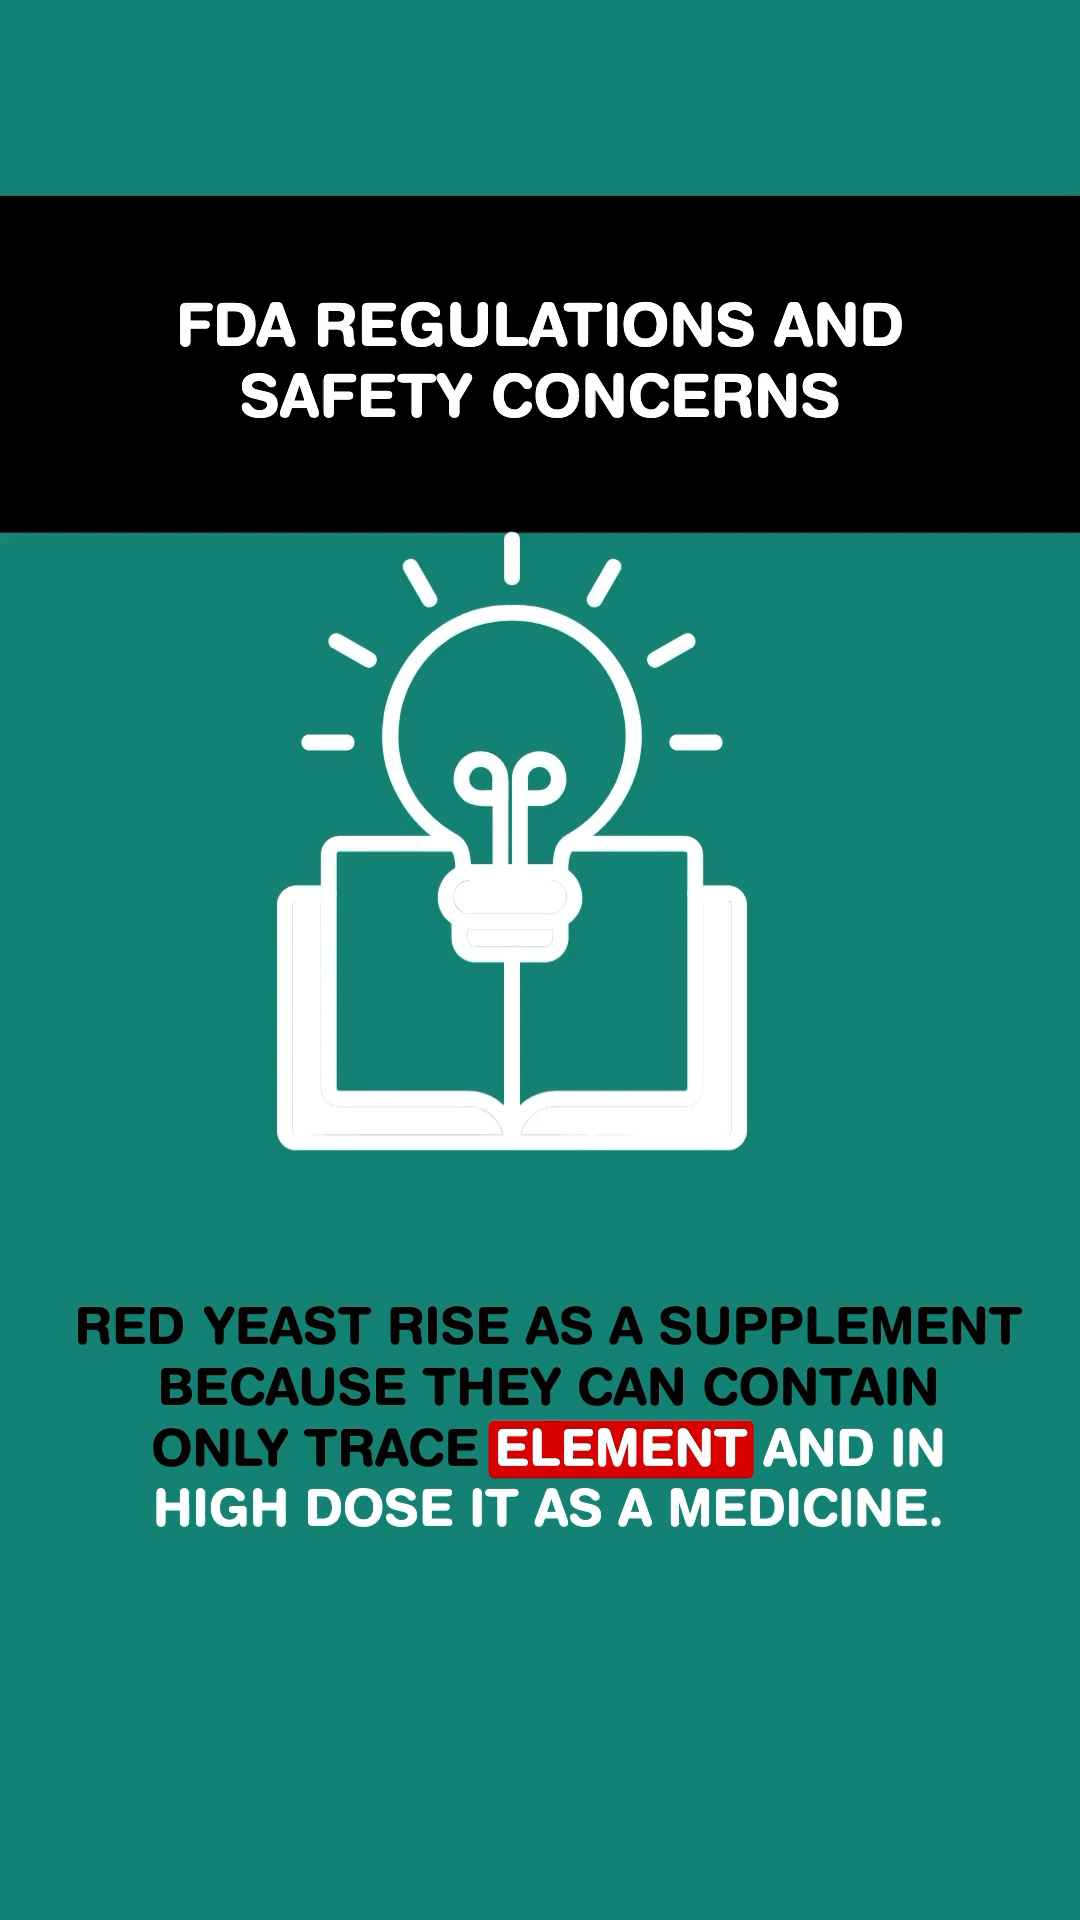 FDA REGULATIONS AND
SAFETY CONCERNS
RED YEAST RISE AS A SUPPLEMENT
BECAUSE THEY CAN CONTAIN
ONLY TRACE ELEMENT AND IN
HIGH DOSE IT AS A MEDICINE.